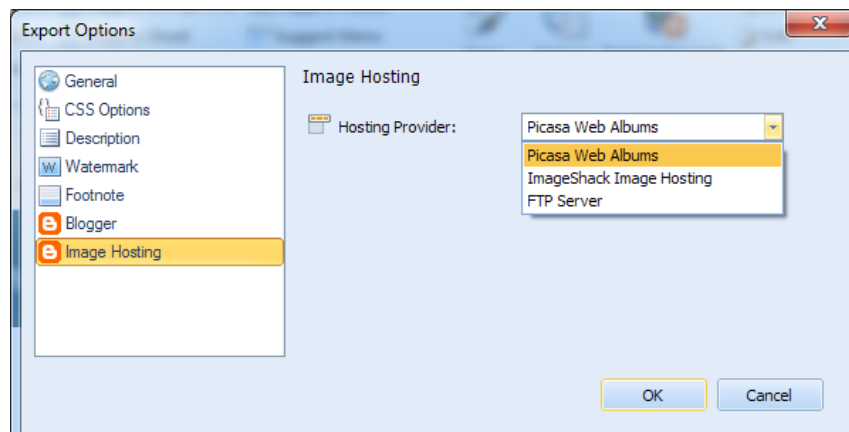 Export Options
General
CSS Options
Description
Watermark
Footnote
Blogger
Image Hosting
Image Hosting
Hosting Provider:
Picasa Web Albums
Picasa Web Albums
ImageShack Image Hosting
FTP Server
OK
Cancel